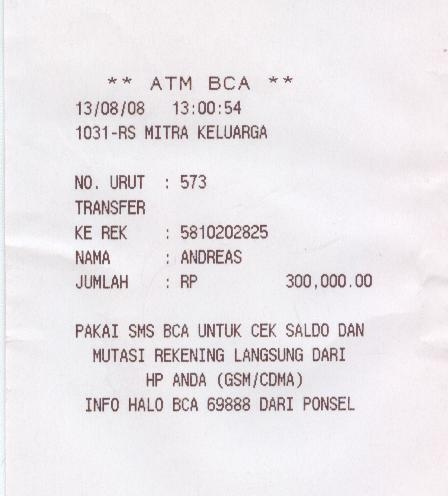 ** ATM BCA **
13/08/08 13:00:54
1031-RS MITRA KELUARGA
NO. URUT : 573
TRANSFER
KE REK : 5810202825
NAMA : ANDREAS
JUMLAH : RP 300,000.00
PAKAI SMS BCA UNTUK CEK SALDO DAN
MUTASI REKENING LANGSUNG DARI
HP ANDA (GSM/CDMA)
INFO HALO BCA 69888 DARI PONSEL